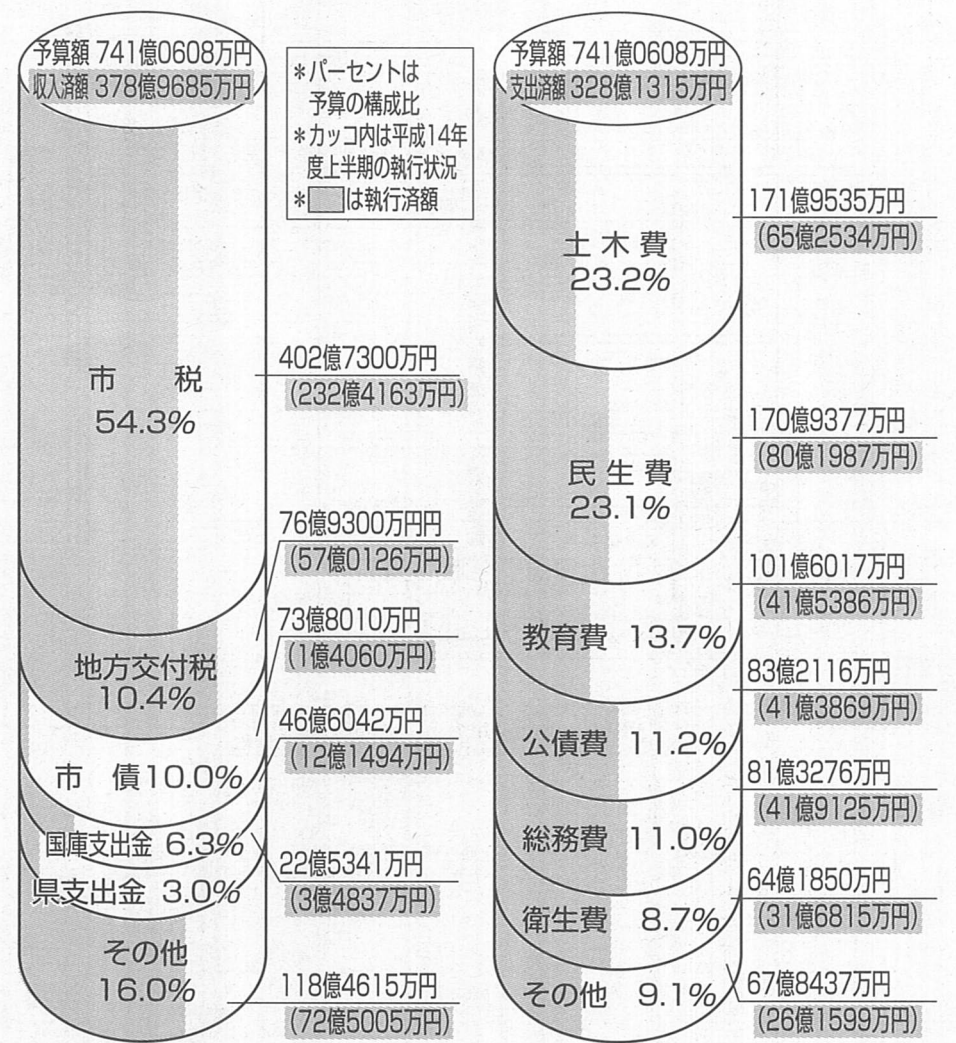 予算額 741億0608万円
収入済額 378億9685万円
*パーセントは
予算の構成比
*カッコ内は平成14年
度上半期の執行状況
*は執行済額
市 税
54.3%
402億7300万円
(232億4163万円)
地方交付税
10.4%
76億9300万円円
(57億0126万円)
市 債10.0%
73億8010万円
(1億4060万円)
国庫支出金 6.3%
46億6042万円
(12億1494万円)
県支出金 3.0%
22億5341万円
(3億4837万円)
その他
16.0%
118億4615万円
(72億5005万円)
予算額 741億0608万円
支出済額 328億1315万円
土 木 費
23.2%
171億9535万円
(65億2534万円)
民 生 費
23.1%
170億9377万円
(80億1987万円)
教育費 13.7%
101億6017万円
(41億5386万円)
公債費 11.2%
83億2116万円
(41億3869万円)
総務費 11.0%
81億3276万円
(41億9125万円)
衛生費 8.7%
64億1850万円
(31億6815万円)
その他 9.1%
67億8437万円
(26億1599万円)